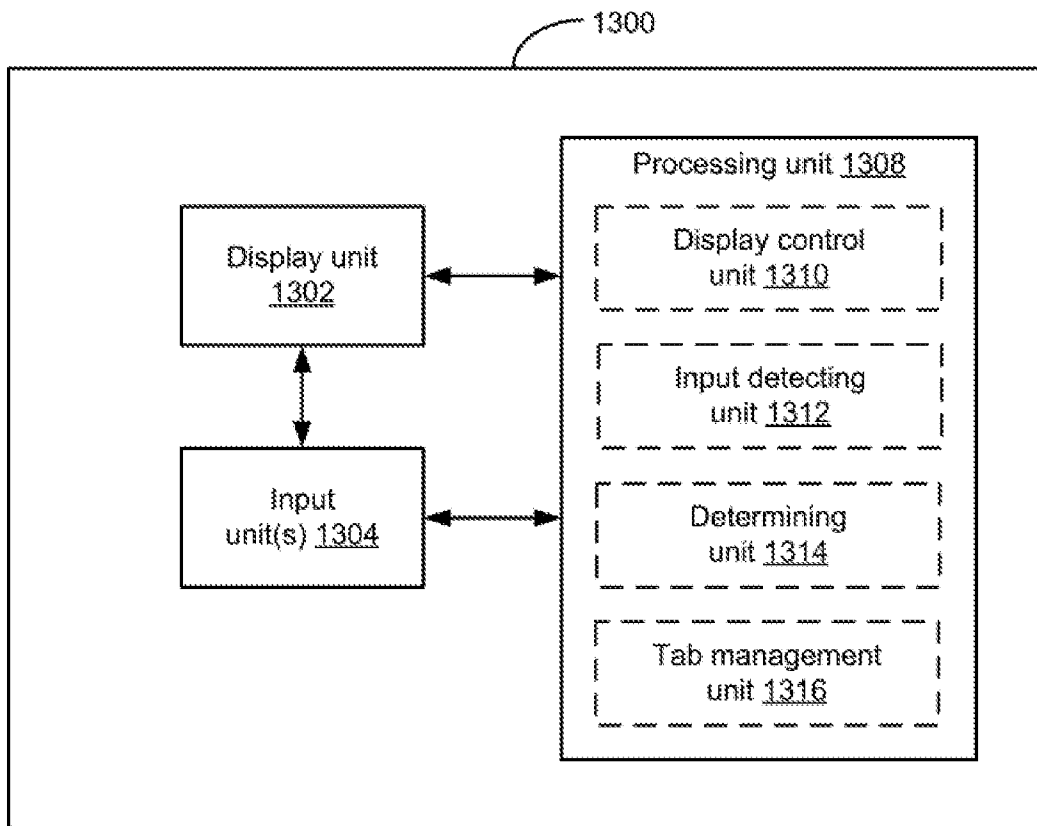 1300
Processing unit 1308
Display control
unit 1310
Display unit
1302
Input detecting
unit 1312
Input
unit(s) 1304
Determining
unit 1314
Tab management
unit 1316